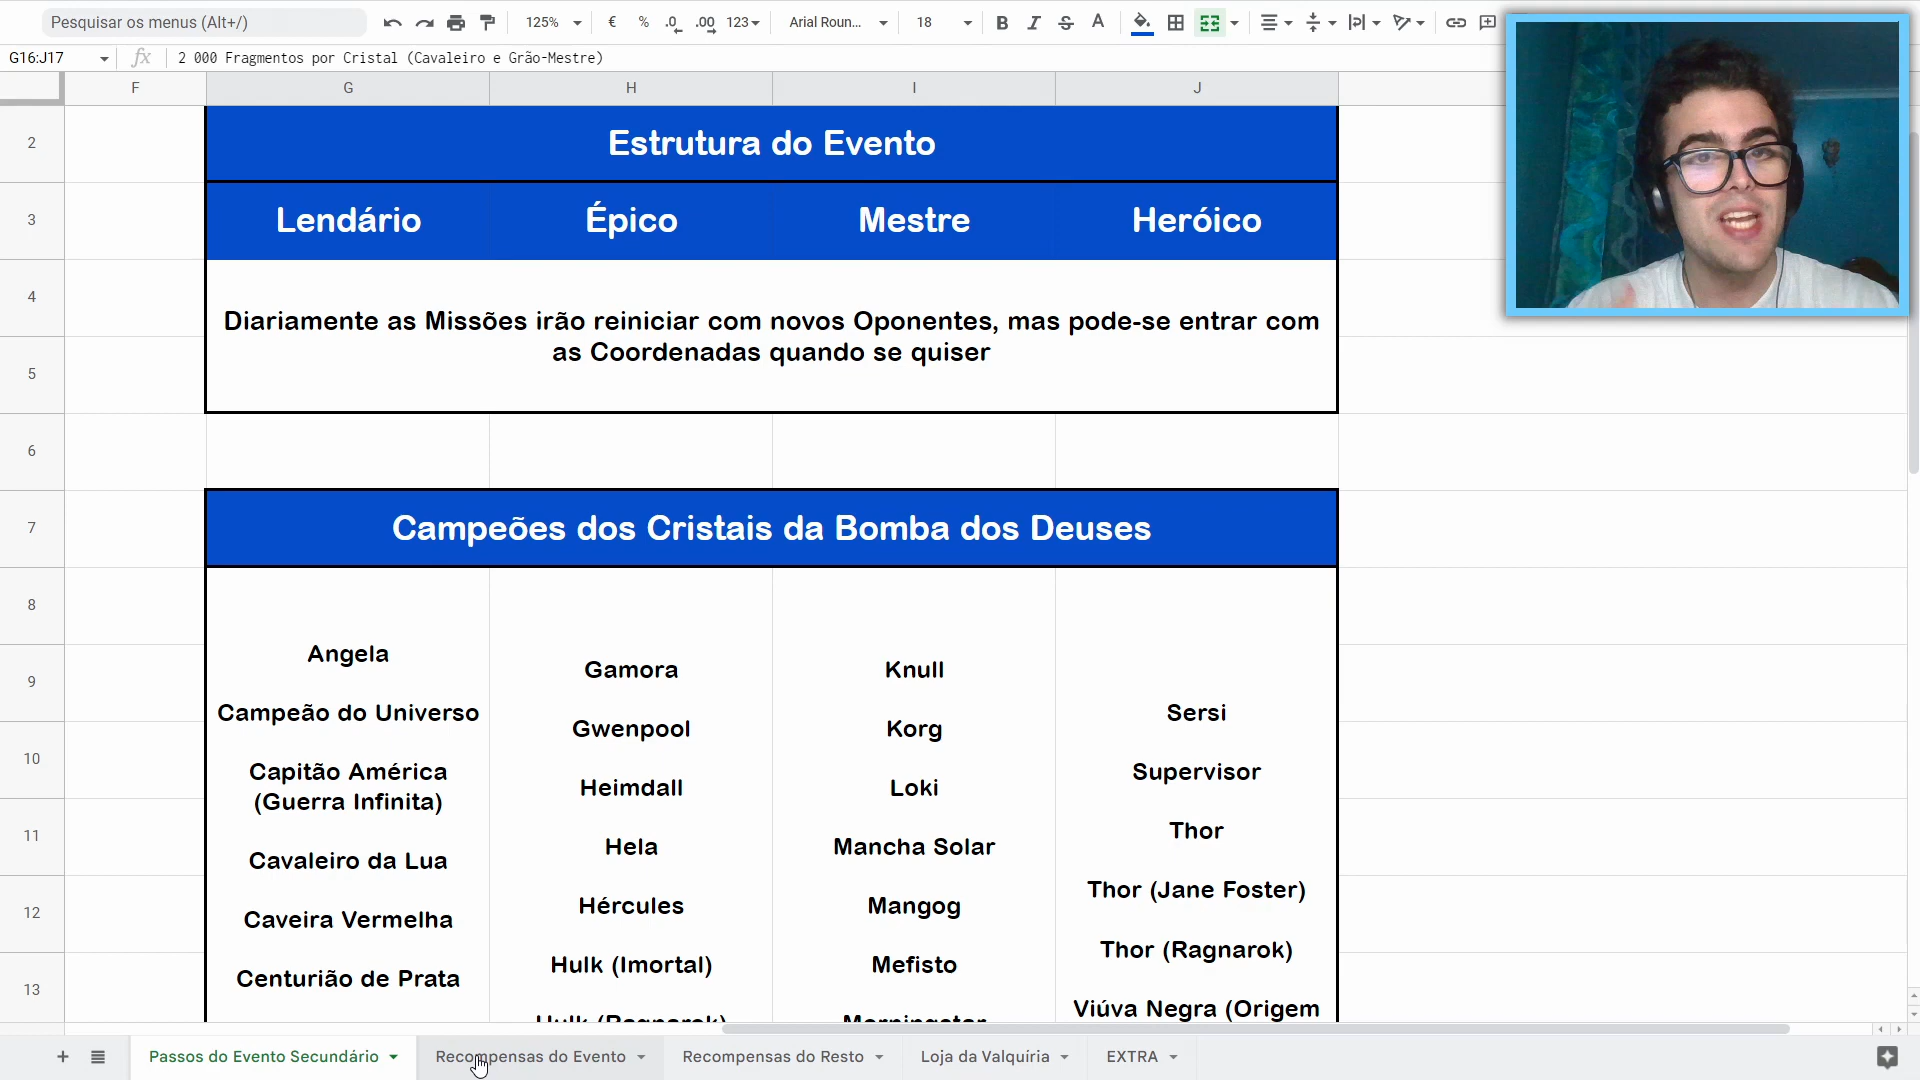 Pesquisar os menus (Alt+/)
125%
€
%
.0
.00
123
Arial Roun...
18
B
I
S
A
G16:J17
fx
2 000 Fragmentos por Cristal (Cavaleiro e Grão-Mestre)
F
G
H
I
J
2
Estrutura do Evento
3
Lendário
Épico
Mestre
Heróico
4
Diariamente as Missões irão reiniciar com novos Oponentes, mas pode-se entrar com
as Coordenadas quando se quiser
5
6
7
Campeões dos Cristais da Bomba dos Deuses
8
9
10
11
12
13
Angela
Campeão do Universo
Capitão América
(Guerra Infinita)
Cavaleiro da Lua
Caveira Vermelha
Centurião de Prata
Gamora
Gwenpool
Heimdall
Hela
Hércules
Hulk (Imortal)
Hulk (Ragnarok)
Knull
Korg
Loki
Mancha Solar
Mangog
Mefisto
Morningstar
Sersi
Supervisor
Thor
Thor (Jane Foster)
Thor (Ragnarok)
Viúva Negra (Origem
Passos do Evento Secundário
Recompensas do Evento
Recompensas do Resto
Loja da Valquíria
EXTRA